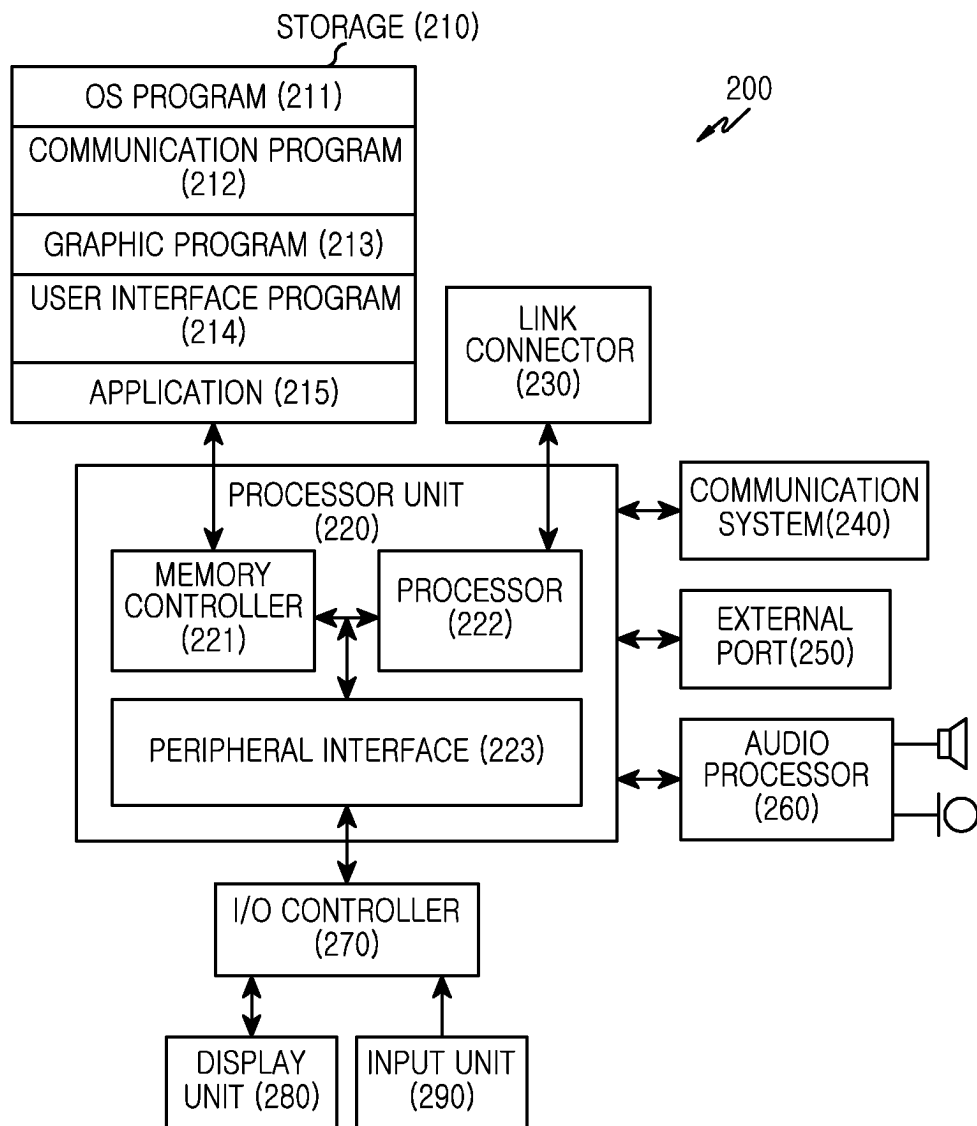 STORAGE (210)
OS PROGRAM (211)
COMMUNICATION PROGRAM
(212)
GRAPHIC PROGRAM (213)
USER INTERFACE PROGRAM
(214)
APPLICATION (215)
200
LINK
CONNECTOR
(230)
PROCESSOR UNIT
(220)
MEMORY
CONTROLLER
(221)
PROCESSOR
(222)
PERIPHERAL INTERFACE (223)
COMMUNICATION
SYSTEM(240)
EXTERNAL
PORT(250)
AUDIO
PROCESSOR
(260)
I/O CONTROLLER
(270)
DISPLAY
UNIT (280)
INPUT UNIT
(290)